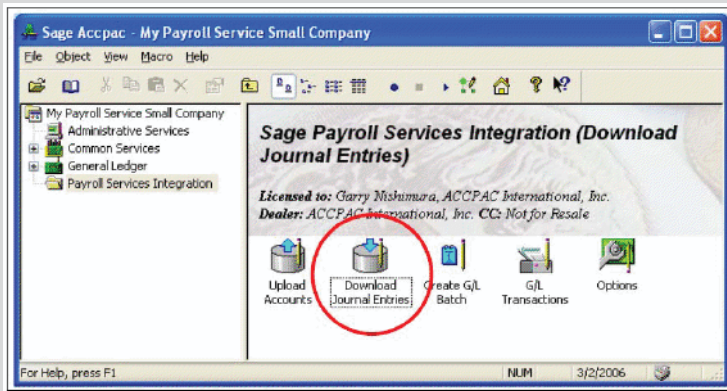 Sage Accpac - My Payroll Service Small Company
File Object View Macro Help
My Payroll Service Small Company
Administrative Services
Common Services
General Ledger
Payroll Services Integration
Sage Payroll Services Integration (Download
Journal Entries)
Licensed to: Garry Nishimura, ACCPAC International, Inc.
Dealer: ACCPAC International, Inc. CC: Not for Resale
Upload
Accounts
Download
Journal Entries
Create G/L
Batch
G/L
Transactions
Options
For Help, press F1
NUM
3/2/2006